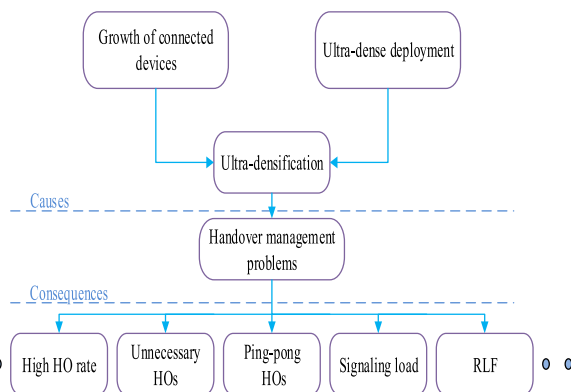 Growth of connected
devices
Ultra-dense deployment
Ultra-densification
Causes
Handover management
problems
Consequences
High HO rate
Unnecessary
HOs
Ping-pong
HOs
Signaling load
RLF